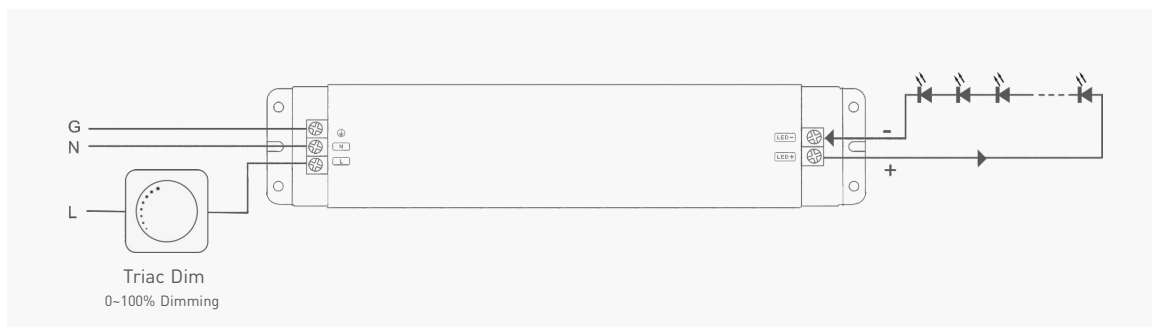 G
N
L
N
L
LED−
LED+
-
+
Triac Dim
0~100% Dimming